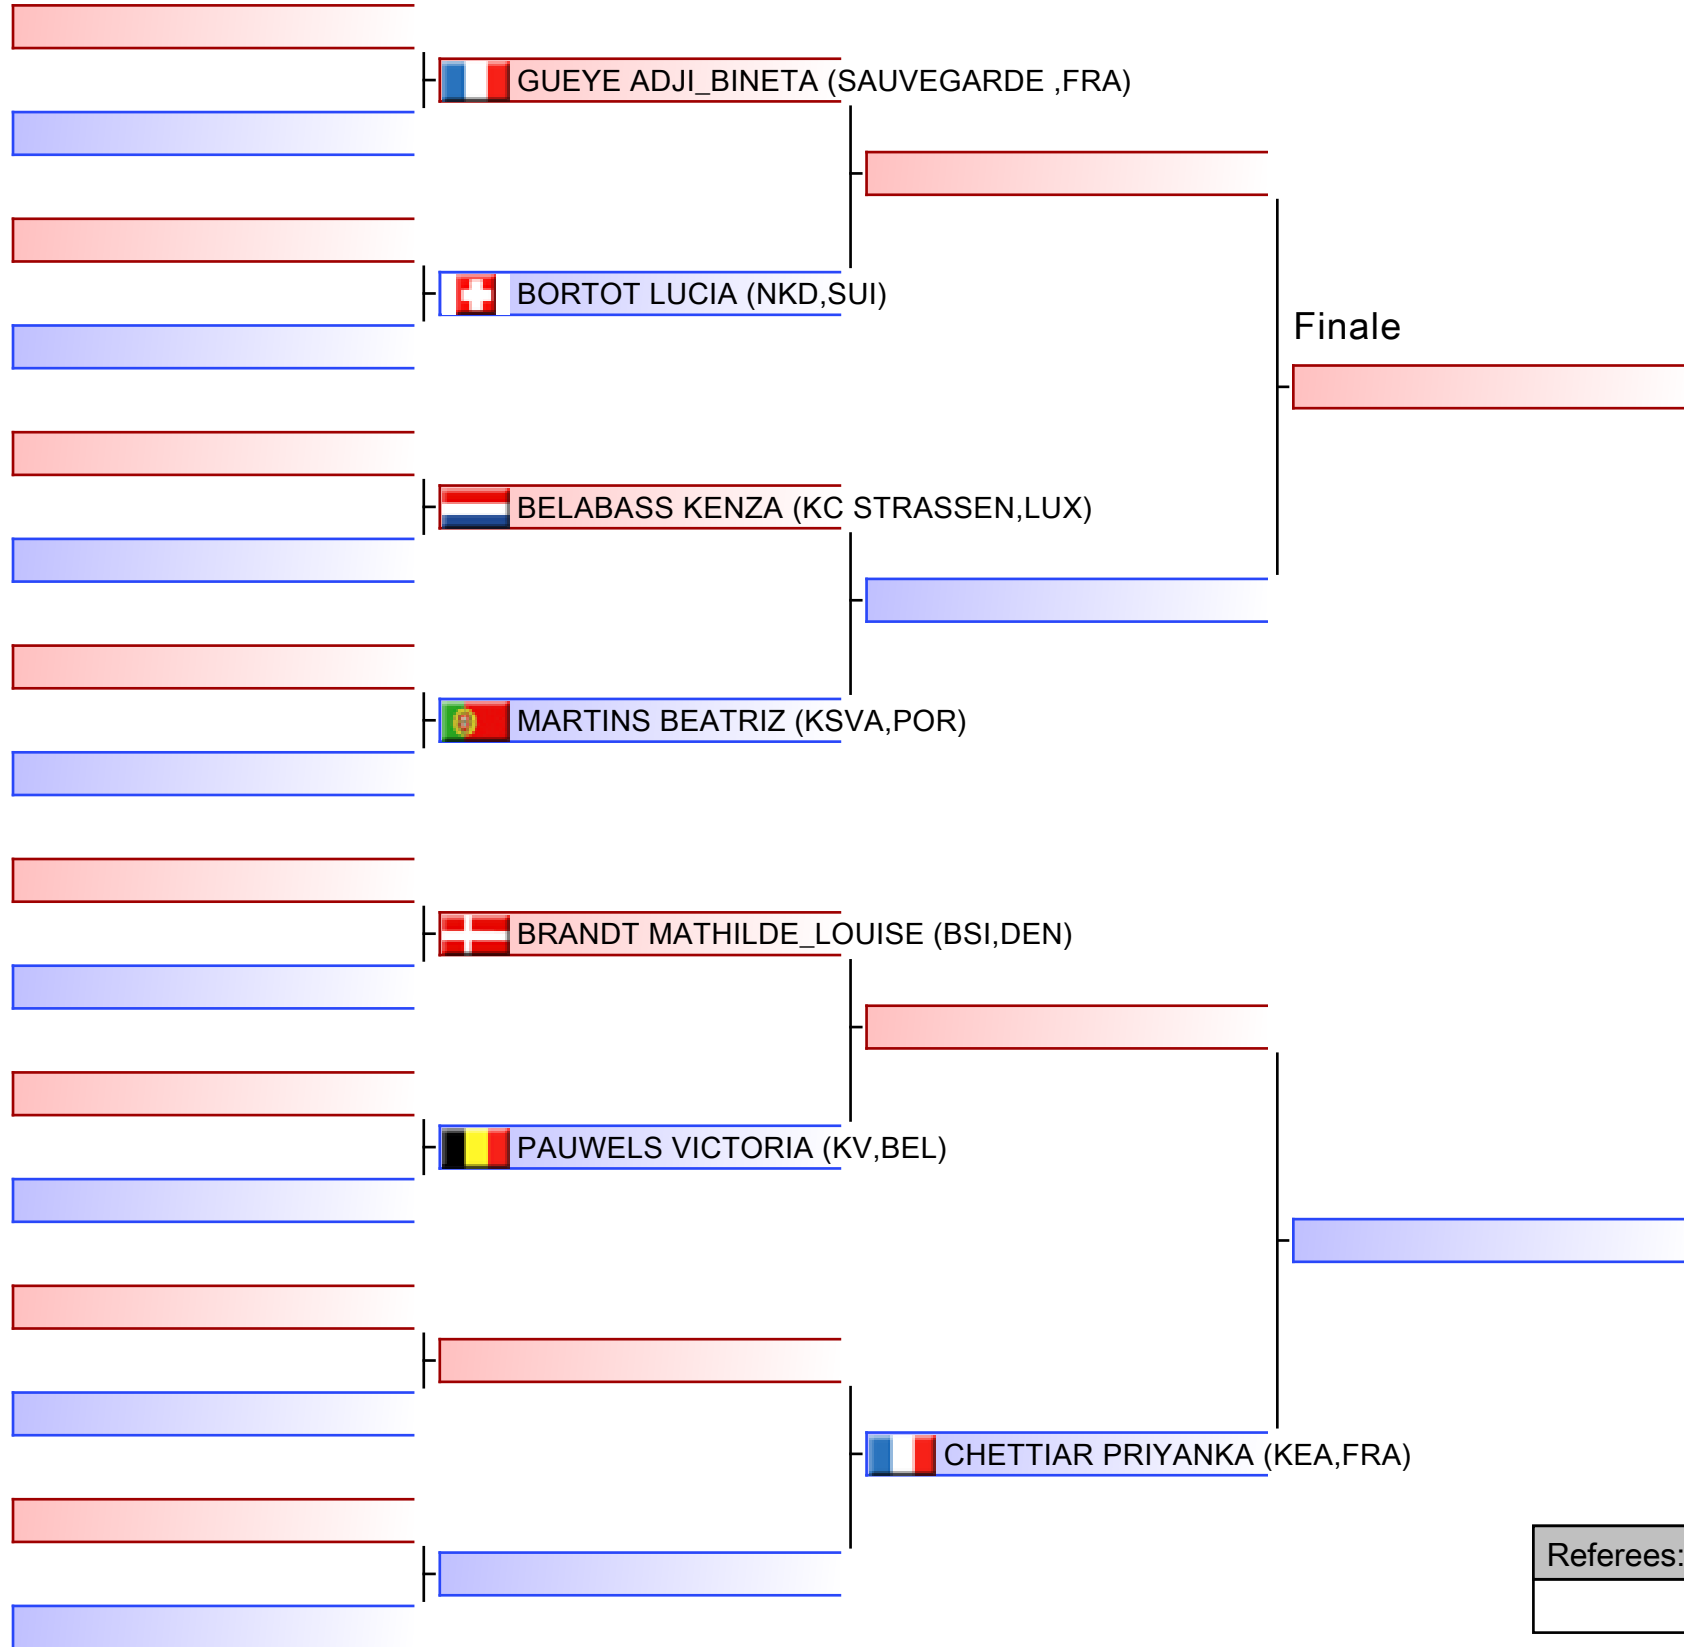 GUEYE ADJI_BINETA (SAUVEGARDE ,FRA)
BORTOT LUCIA (NKD,SUI)
Finale
BELABASS KENZA (KC STRASSEN,LUX)
MARTINS BEATRIZ (KSVA,POR)
BRANDT MATHILDE_LOUISE (BSI,DEN)
PAUWELS VICTORIA (KV,BEL)
CHETTIAR PRIYANKA (KEA,FRA)
Referees: